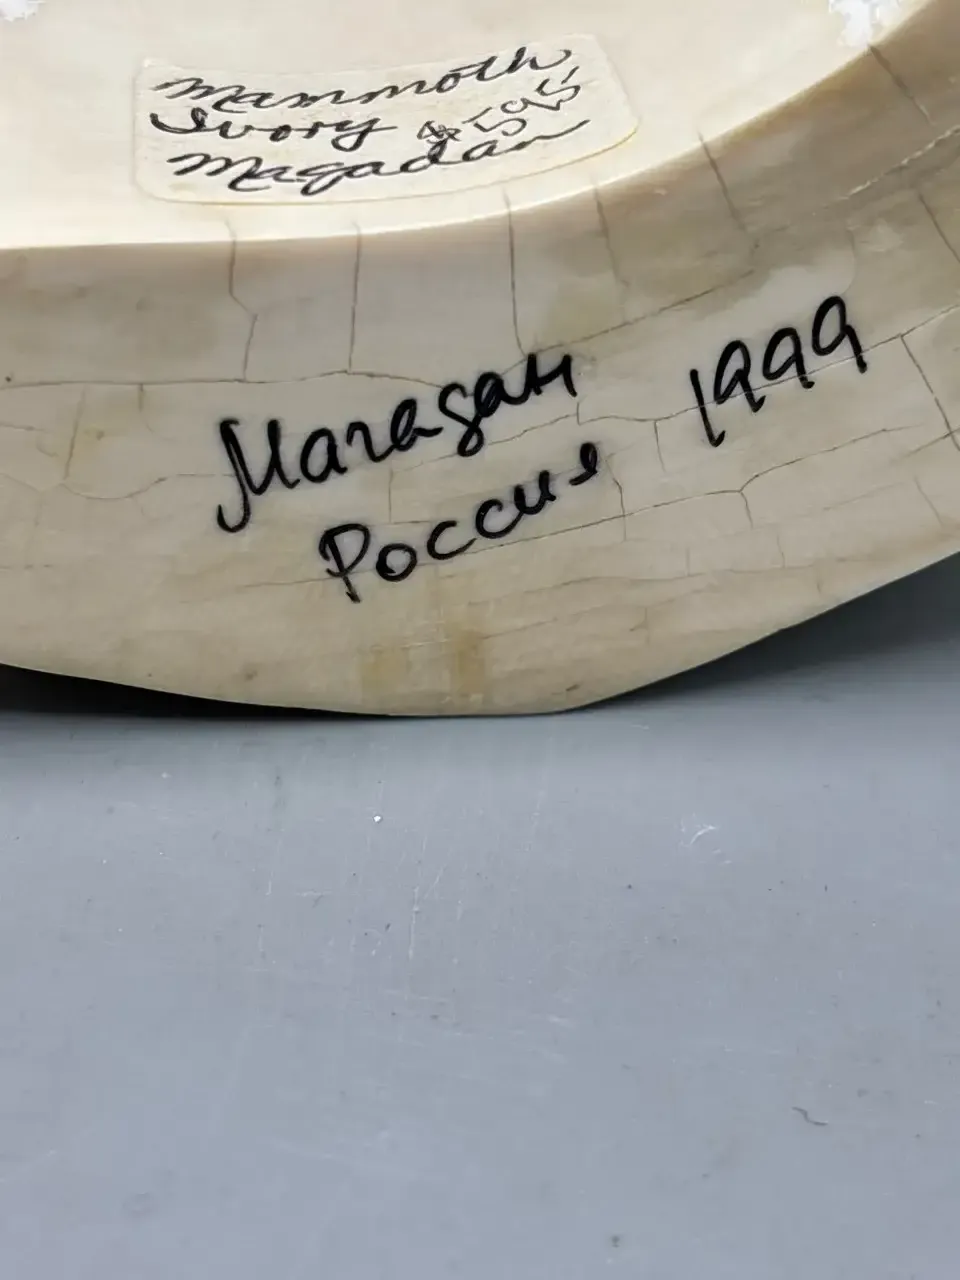 Mammoth
Ivory
Magadan
Магадан
Россия 1999